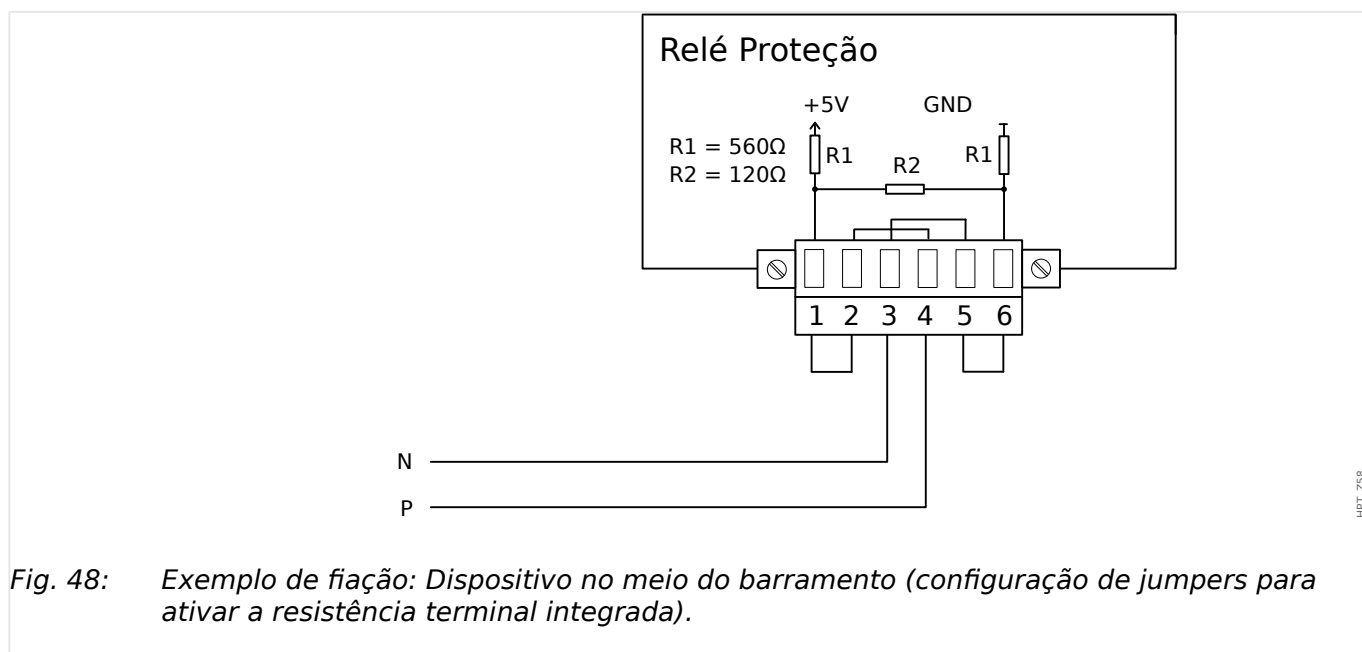 Relé Proteção
+5V GND
R1 = 560Ω
R2 = 120Ω
R1 R2 R1
1 2 3 4 5 6
N
P
HPT_Z58
Fig. 48: Exemplo de fiação: Dispositivo no meio do barramento (configuração de jumpers para
ativar a resistência terminal integrada).